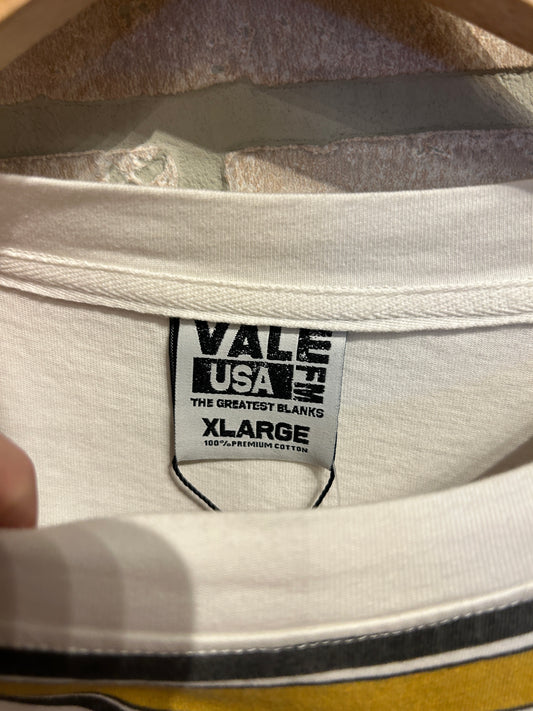 VALE
USA
FM
THE GREATEST BLANKS
XLARGE
100% PREMIUM COTTON